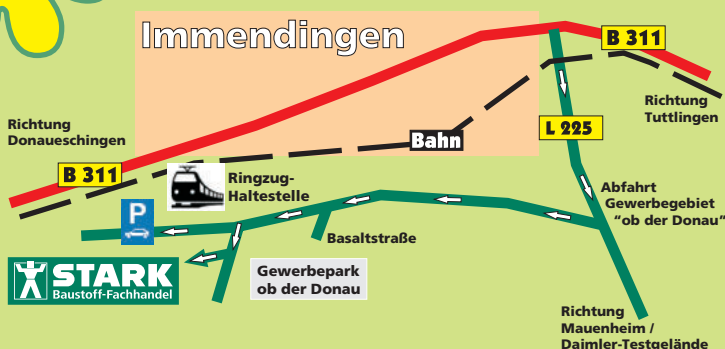 Immendingen
B 311
Richtung
Tuttlingen
Richtung
Donaueschingen
L 225
Bahn
B 311
Ringzug-
Haltestelle
Abfahrt
Gewerbegebiet
"ob der Donau"
P
Basaltstraße
STARK
Baustoff-Fachhandel
Gewerbepark
ob der Donau
Richtung
Mauenheim /
Daimler-Testgelände